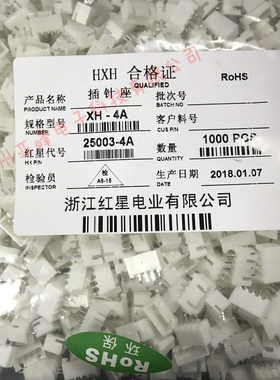 HXH 合格证 RoHS
QUALIFIED
产品名称 插针座 批次号
PRODUCT NAME BATCH NO
规格型号 XH - 4A 客户料号
NUMBER CUS P/N
红星代号 25003-4A 数量 1000 PCS
HX P/N
检验员 检 生产日期 2018.01.07
INSPECTOR A6-16 DATE
浙江红星电业有限公司
RoHS
环保